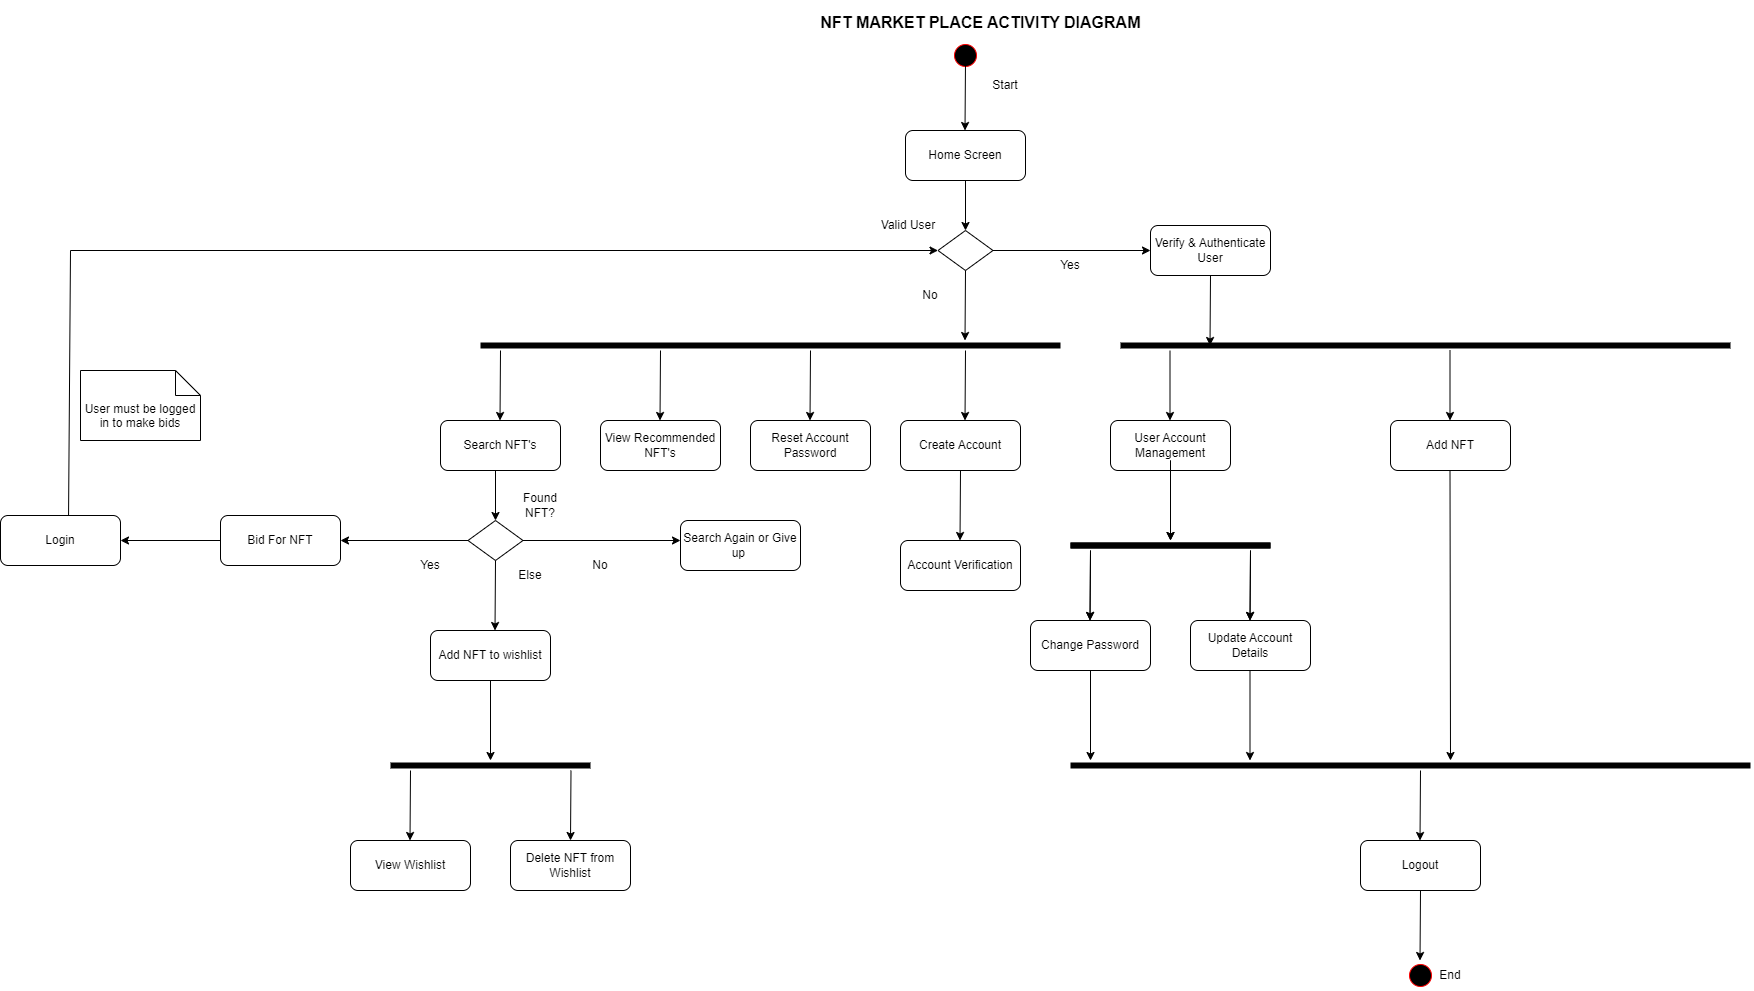 NFT MARKET PLACE ACTIVITY DIAGRAM
Start
Home Screen
Valid User
Verify & Authenticate
User
Yes
No
User must be logged
in to make bids
Search NFT's
View Recommended
NFT's
Reset Account
Password
Create Account
User Account
Management
Add NFT
Found
NFT?
Login
Bid For NFT
Search Again or Give
up
Yes
Else
No
Account Verification
Add NFT to wishlist
Change Password
Update Account
Details
View Wishlist
Delete NFT from
Wishlist
Logout
End